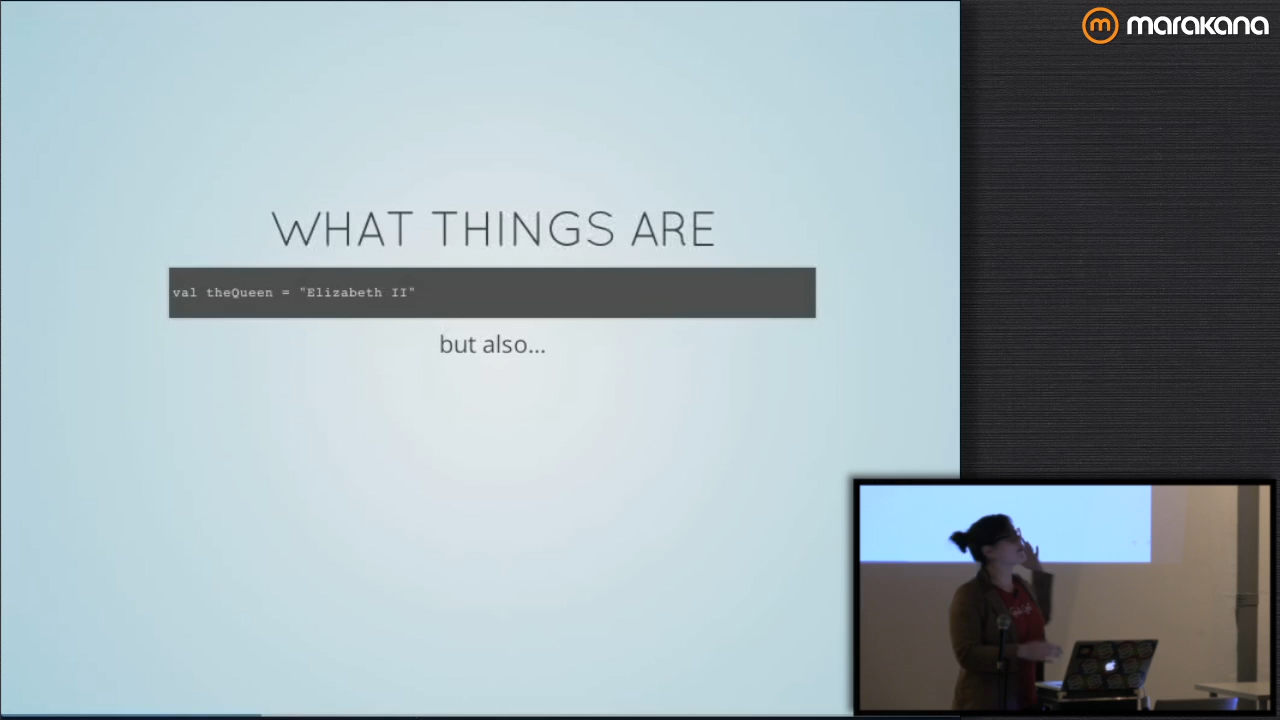 marakana
WHAT THINGS ARE
val theQueen = "Elizabeth II"
but also...